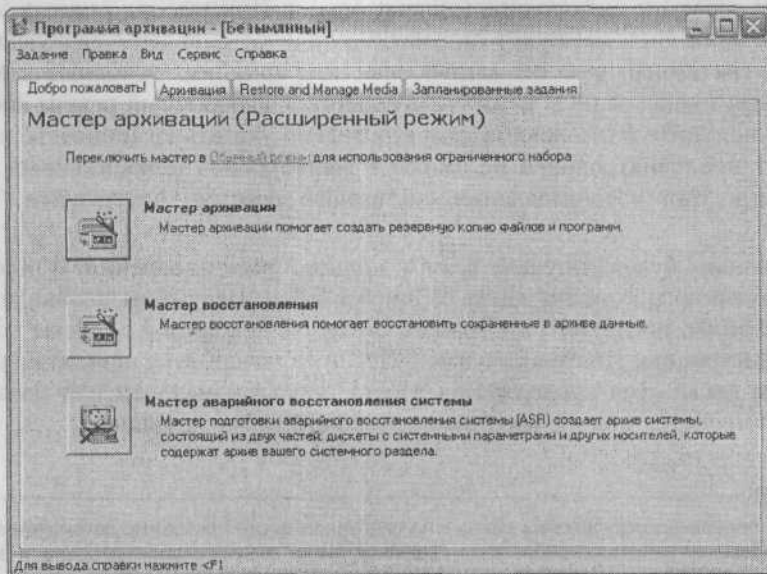 Программа архивации - [Безымянный]
Задание Правка Вид Сервис Справка
Добро пожаловать! Архивация Restore and Manage Media Запланированные задания
Мастер архивации (Расширенный режим)
Переключить мастер в Обычный режим для использования ограниченного набора
Мастер архивации
Мастер архивации помогает создать резервную копию файлов и программ.
Мастер восстановления
Мастер восстановления помогает восстановить сохраненные в архиве данные.
Мастер аварийного восстановления системы
Мастер подготовки аварийного восстановления системы (ASR) создает архив системы,
состоящий из двух частей: дискеты с системными параметрами и других носителей, которые
содержат архив вашего системного раздела.
Для вывода справки нажмите <F1